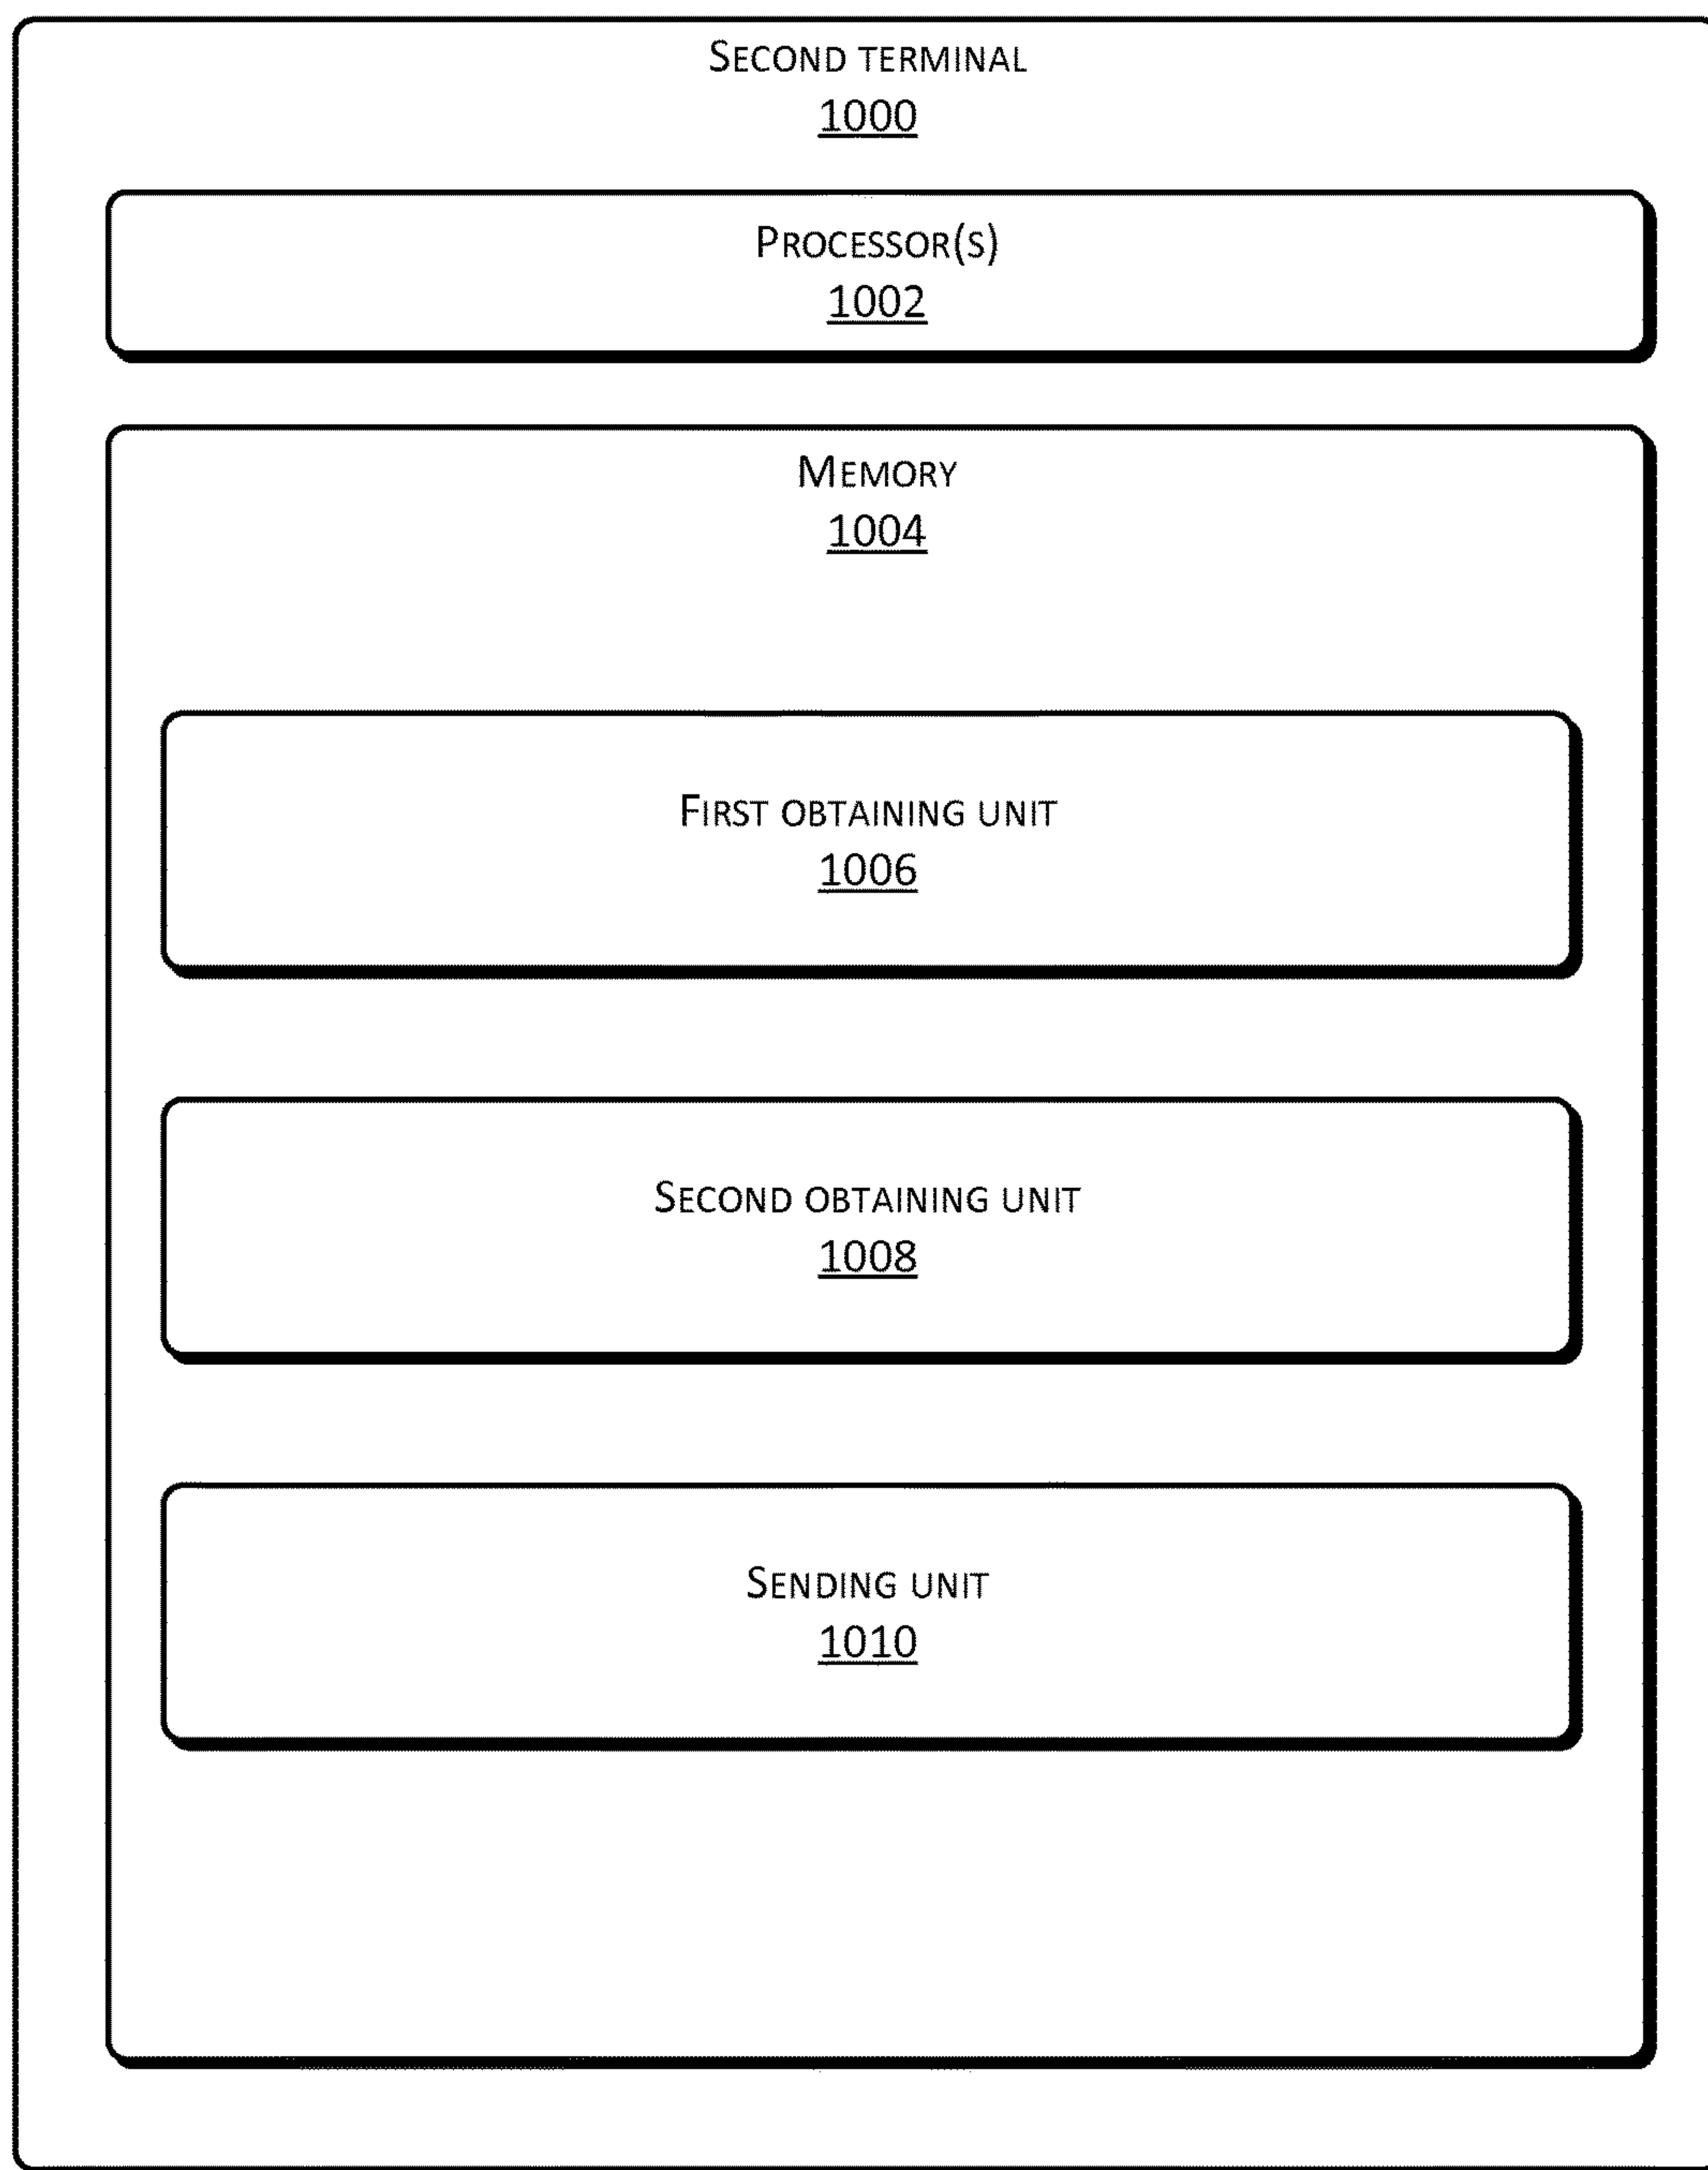 SECOND TERMINAL
1000
PROCESSOR(S)
1002
MEMORY
1004
FIRST OBTAINING UNIT
1006
SECOND OBTAINING UNIT
1008
SENDING UNIT
1010